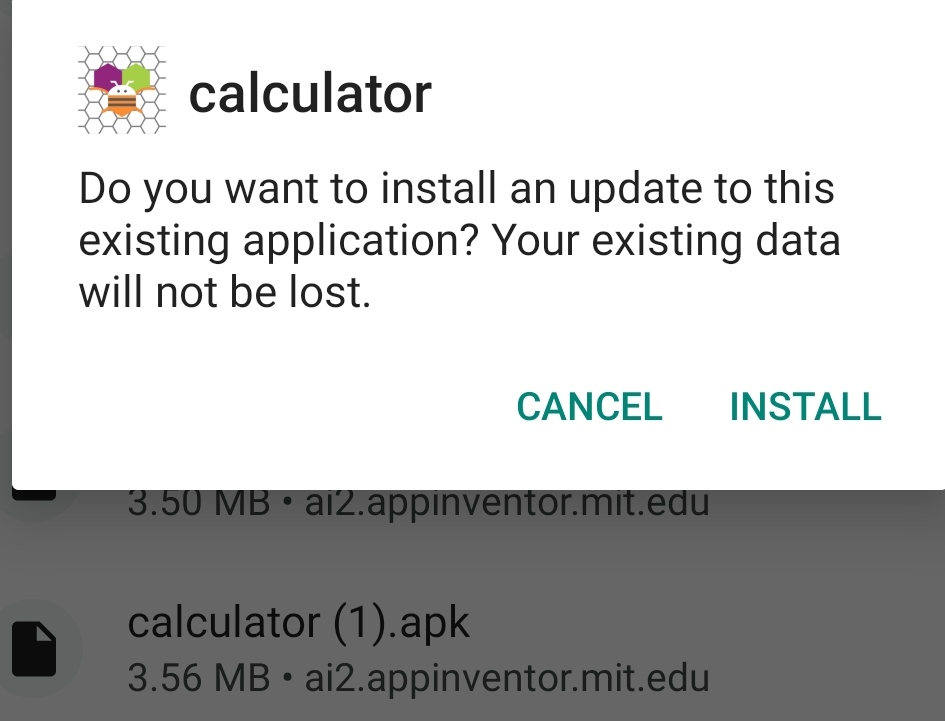 calculator
Do you want to install an update to this
existing application? Your existing data
will not be lost.
CANCEL INSTALL
3.50 MB • ai2.appinventor.mit.edu
calculator (1).apk
3.56 MB • ai2.appinventor.mit.edu